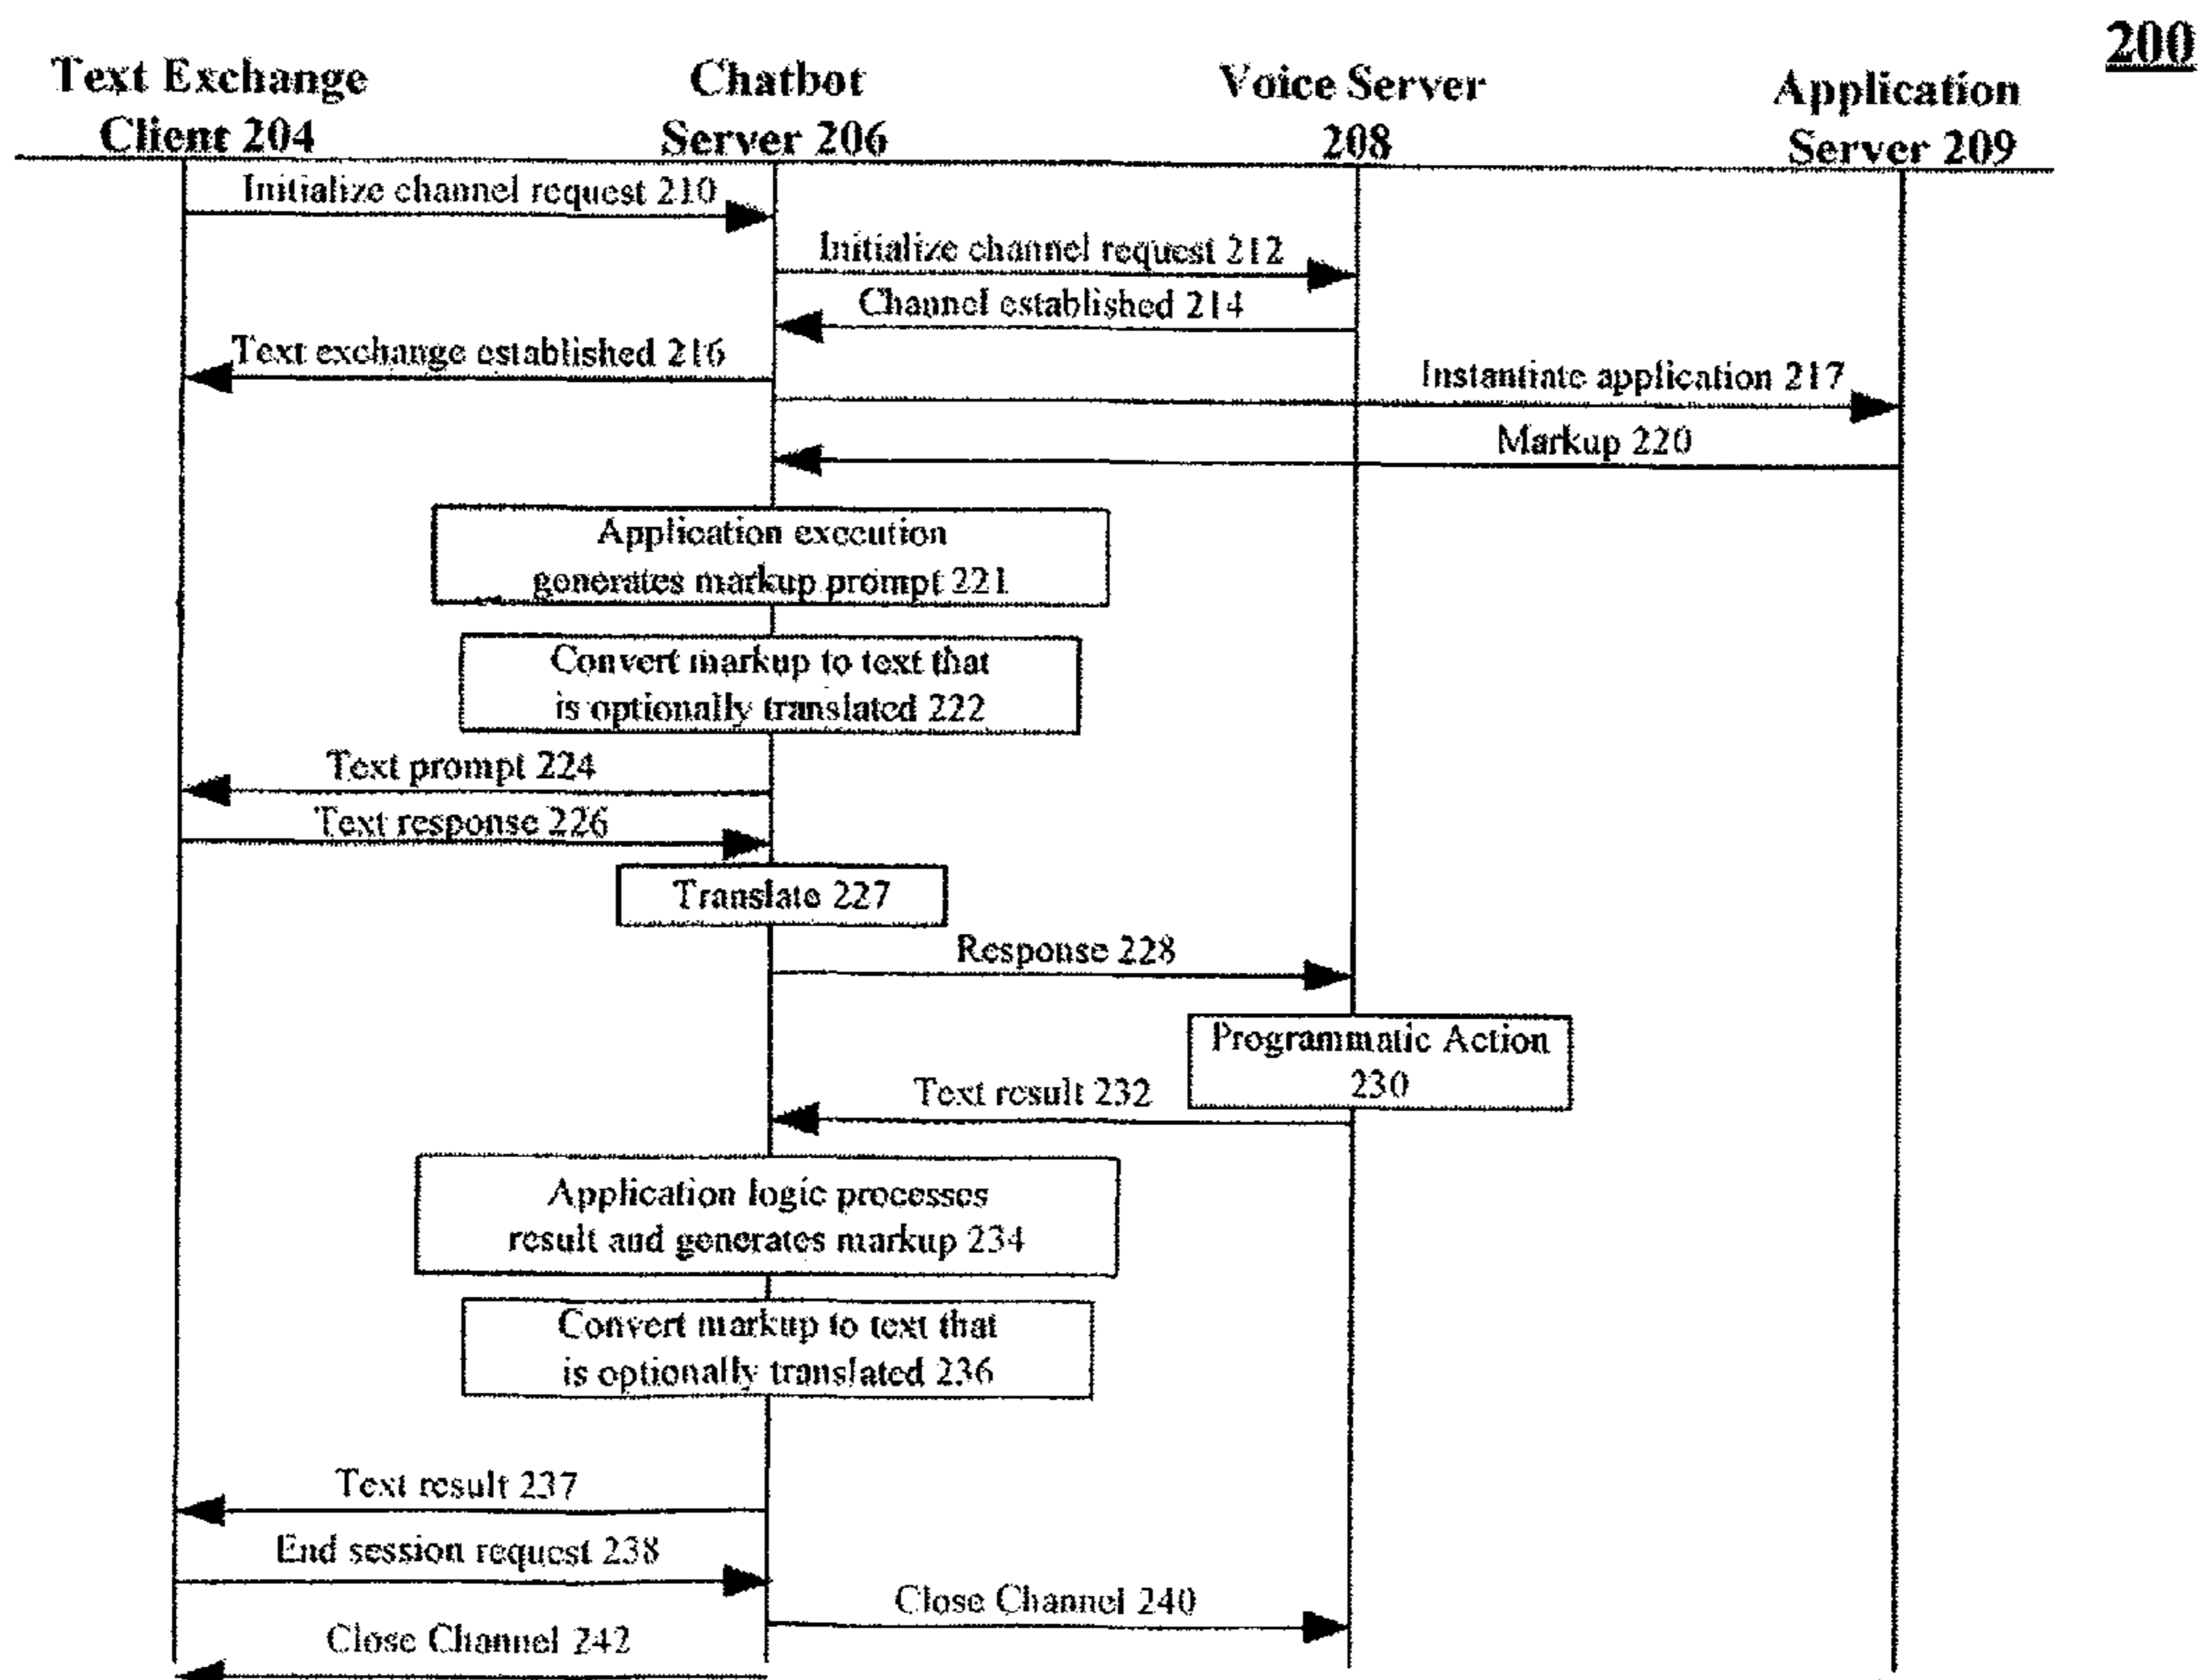 200
Text Exchange
Client 204
Chatbot
Server 206
Voice Server
208
Application
Server 209
Initialize channel request 210
Initialize channel request 212
Channel established 214
Text exchange established 216
Instantiate application 217
Markup 220
Application execution
generates markup prompt 221
Convert markup to text that
is optionally translated 222
Text prompt 224
Text response 226
Translate 227
Response 228
Programmatic Action
230
Text result 232
Application logic processes
result and generates markup 234
Convert markup to text that
is optionally translated 236
Text result 237
End session request 238
Close Channel 240
Close Channel 242